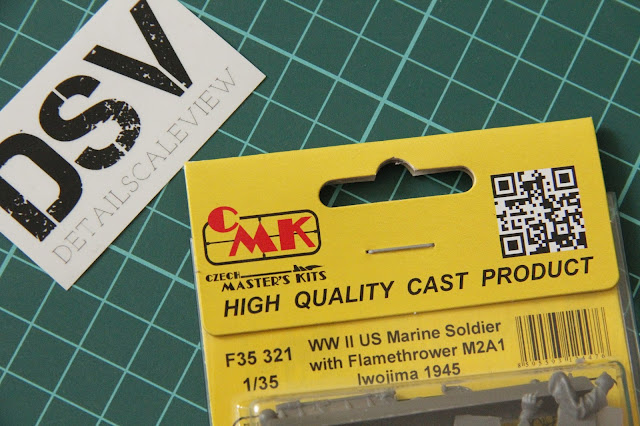 DSV
DETAILSCALEVIEW
CMK
CZECH
MASTER'S KITS
HIGH QUALITY CAST PRODUCT
F35 321
1/35
WW II US Marine Soldier
with Flamethrower M2A1
Iwojima 1945